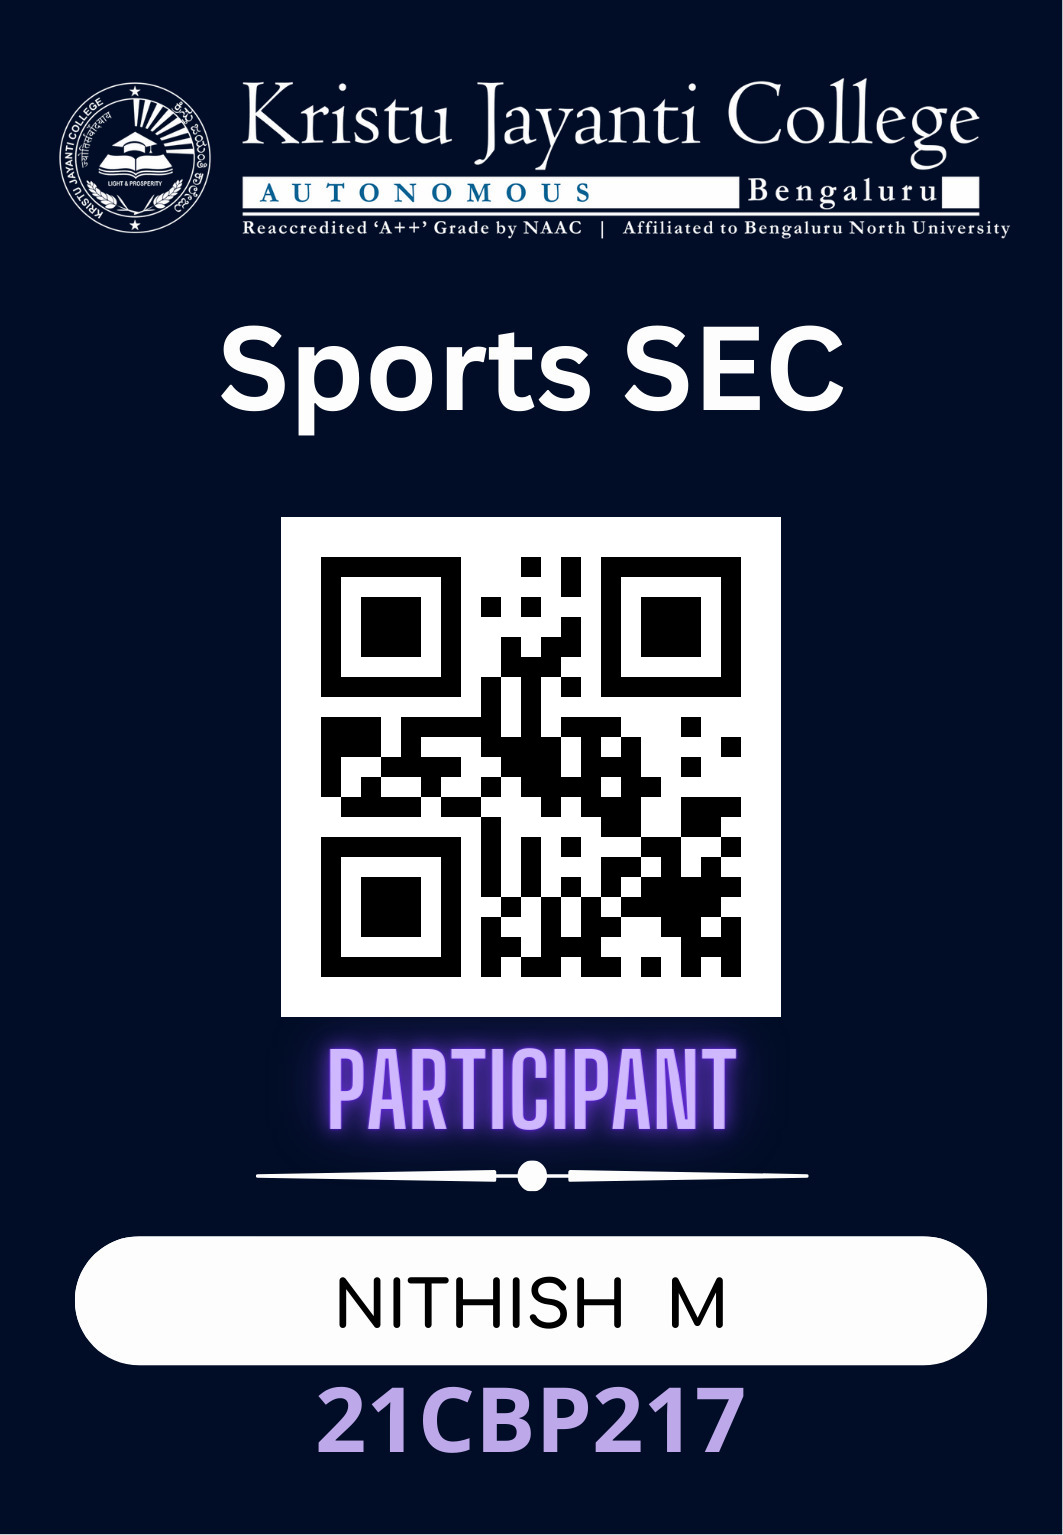 KRISTU JAYANTI COLLEGE
LIGHT & PROSPERITY
Kristu Jayanti College
AUTONOMOUS Bengaluru
Reaccredited ‘A++’ Grade by NAAC | Affiliated to Bengaluru North University
Sports SEC
PARTICIPANT
NITHISH M
21CBP217